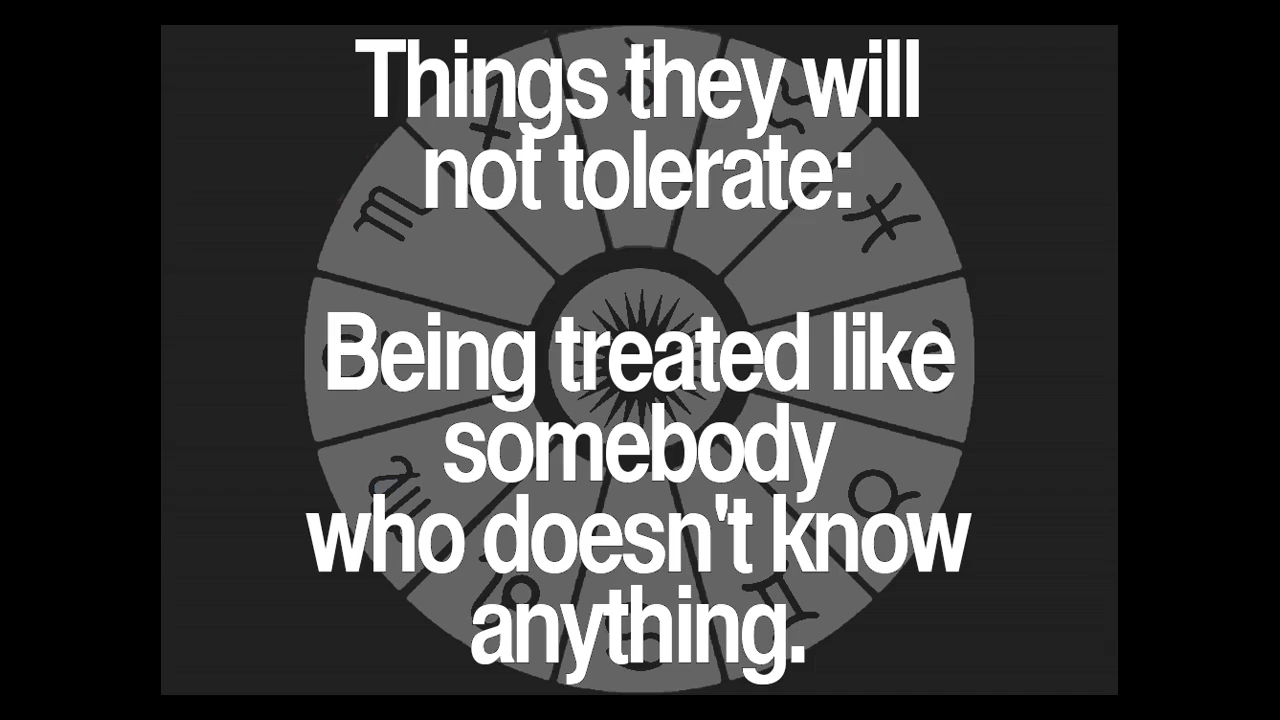 Things they will
not tolerate:
Being treated like
somebody
who doesn't know
anything.